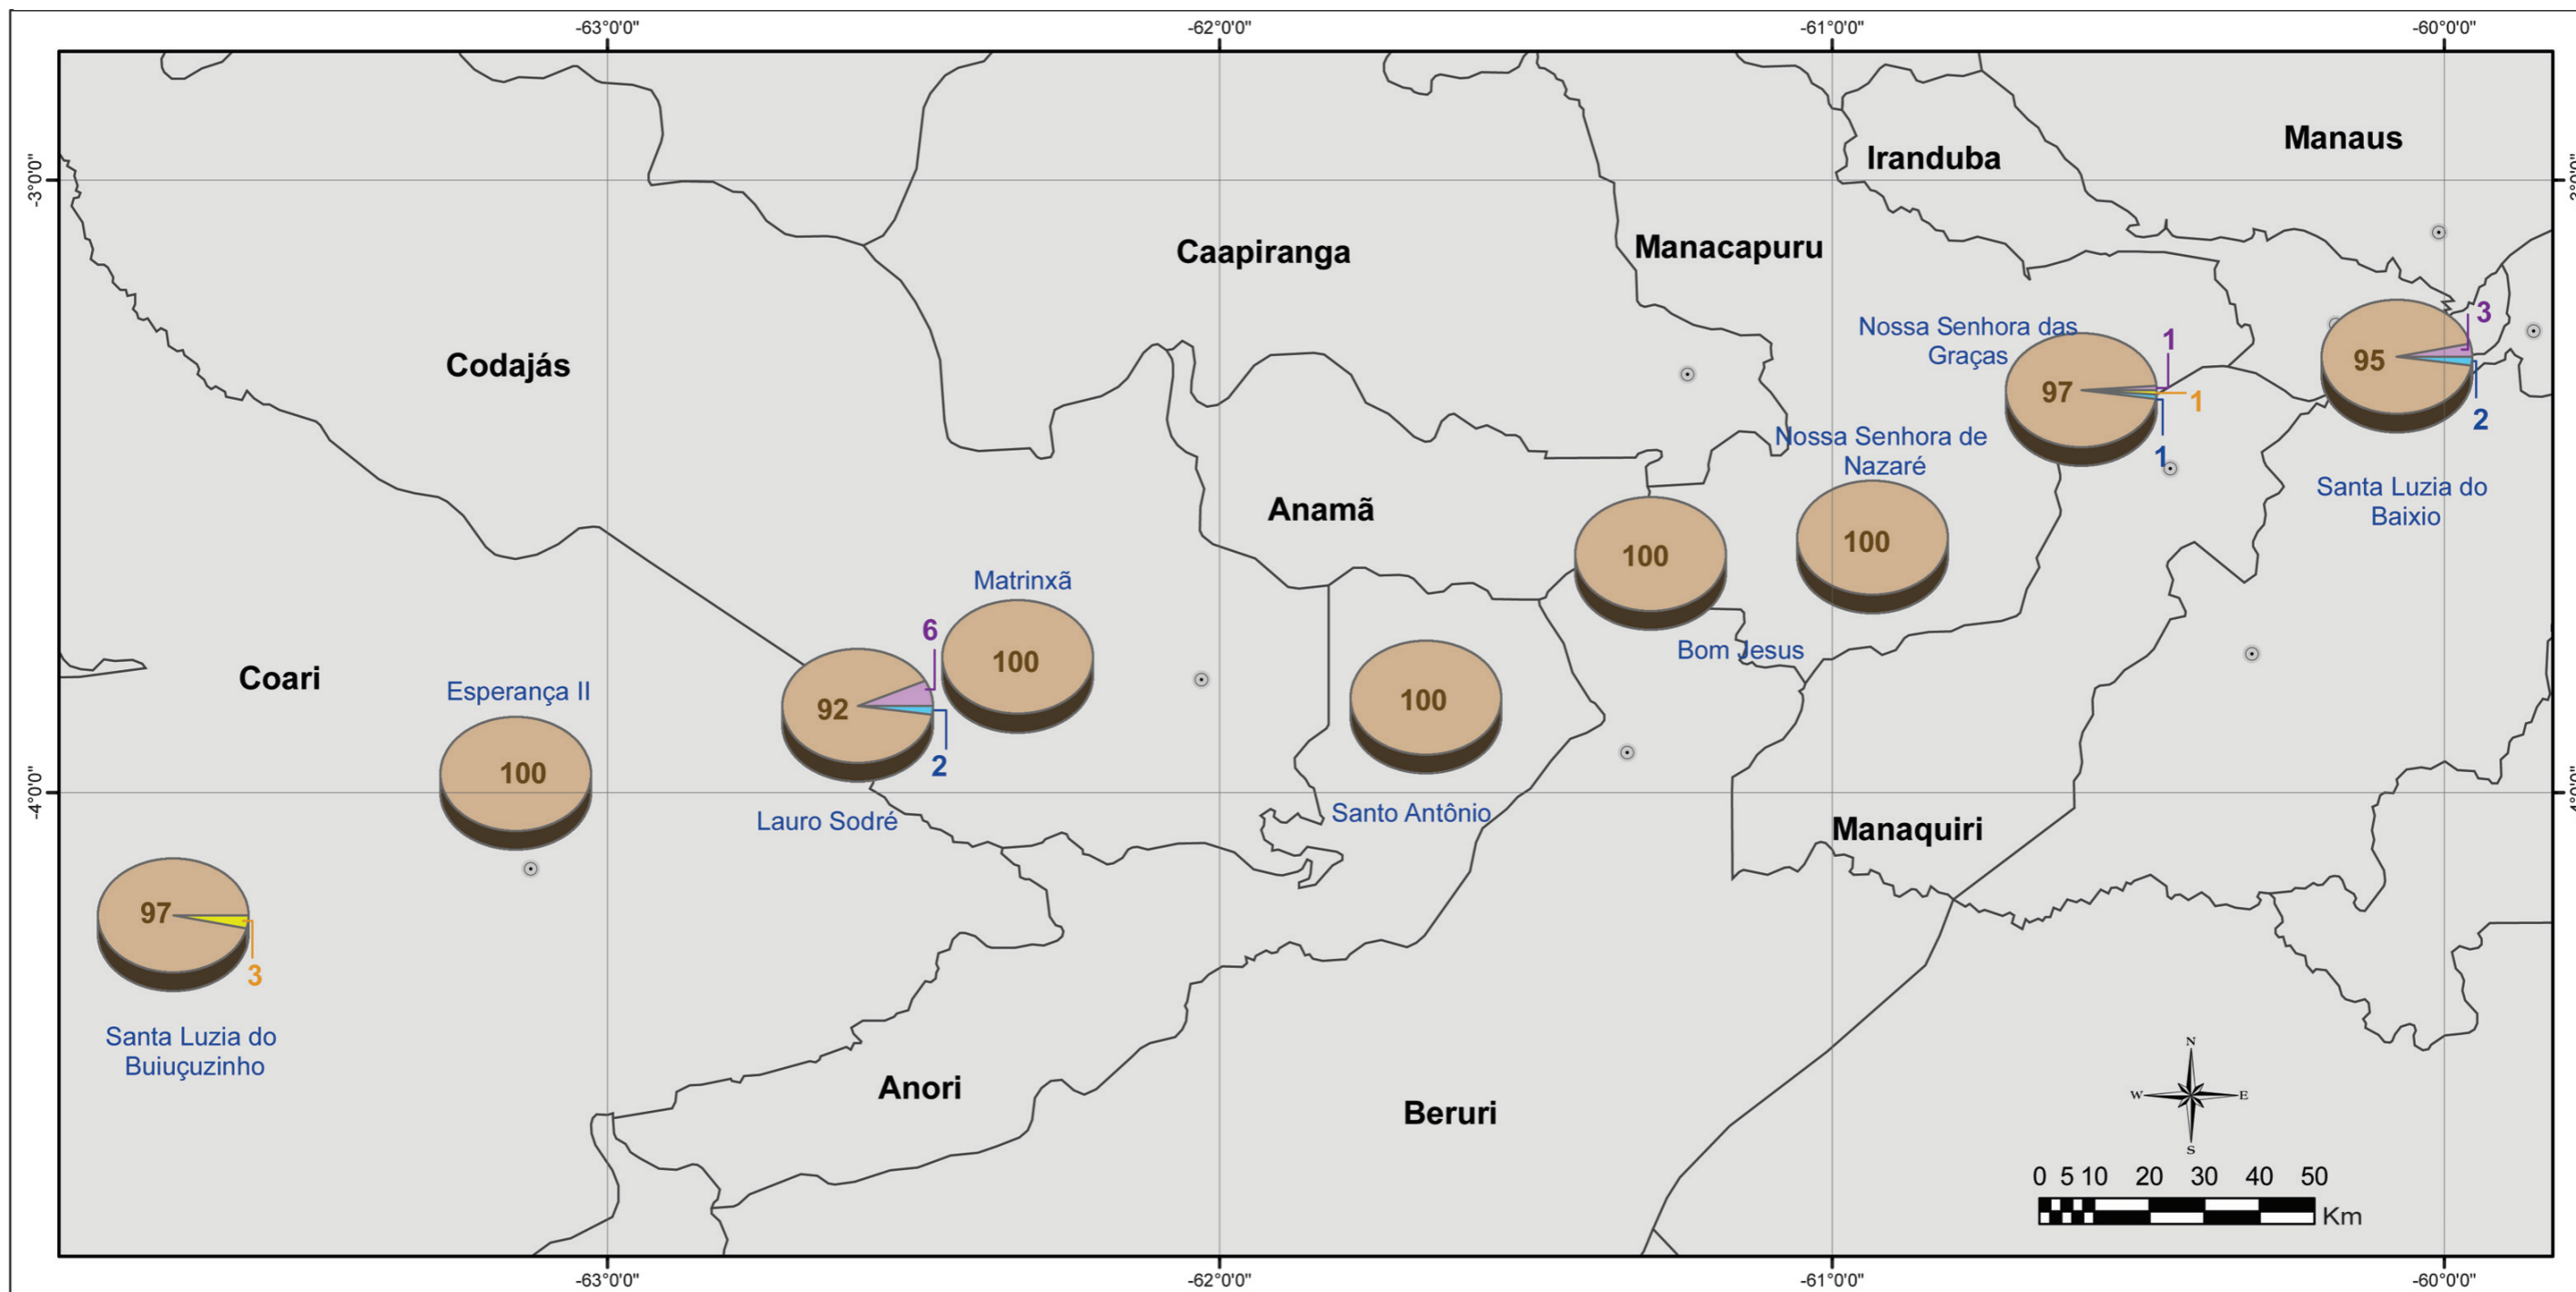 -63°0'0"
-62°0'0"
-61°0'0"
-60°0'0"
-3°0'0"
Manaus
Iranduba
Manacapuru
Caapiranga
Nossa Senhora das
Graças
3
1
Codajás
95
97
1
2
1
Nossa Senhora de
Nazaré
Santa Luzia do
Baixio
Anamã
100
100
Matrinxã
6
100
Bom Jesus
Coari
Esperança II
92
100
2
100
-4°0'0"
Lauro Sodré
Santo Antônio
Manaquiri
97
3
Santa Luzia do
Buiuçuzinho
Anori
Beruri
N
W
E
S
0 5 10 20 30 40 50
Km
-63°0'0"
-62°0'0"
-61°0'0"
-60°0'0"